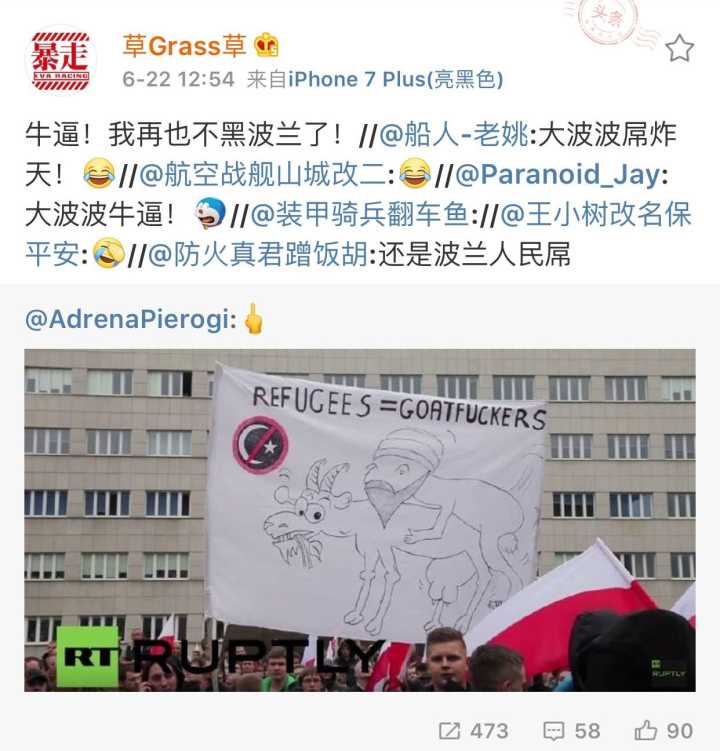 头条
暴走
EVA RACING
草Grass草
6-22 12:54 来自iPhone 7 Plus(亮黑色)
牛逼！我再也不黑波兰了！//@船人-老姚:大波波屌炸
天！//@航空战舰山城改二://@Paranoid_Jay:
大波波牛逼！//@装甲骑兵翻车鱼://@王小树改名保
平安://@防火真君蹭饭胡:还是波兰人民屌
@AdrenaPierogi:
REFUGEES =GOATFUCKERS
RT RUPTLY
RUPTLY
473 58 90